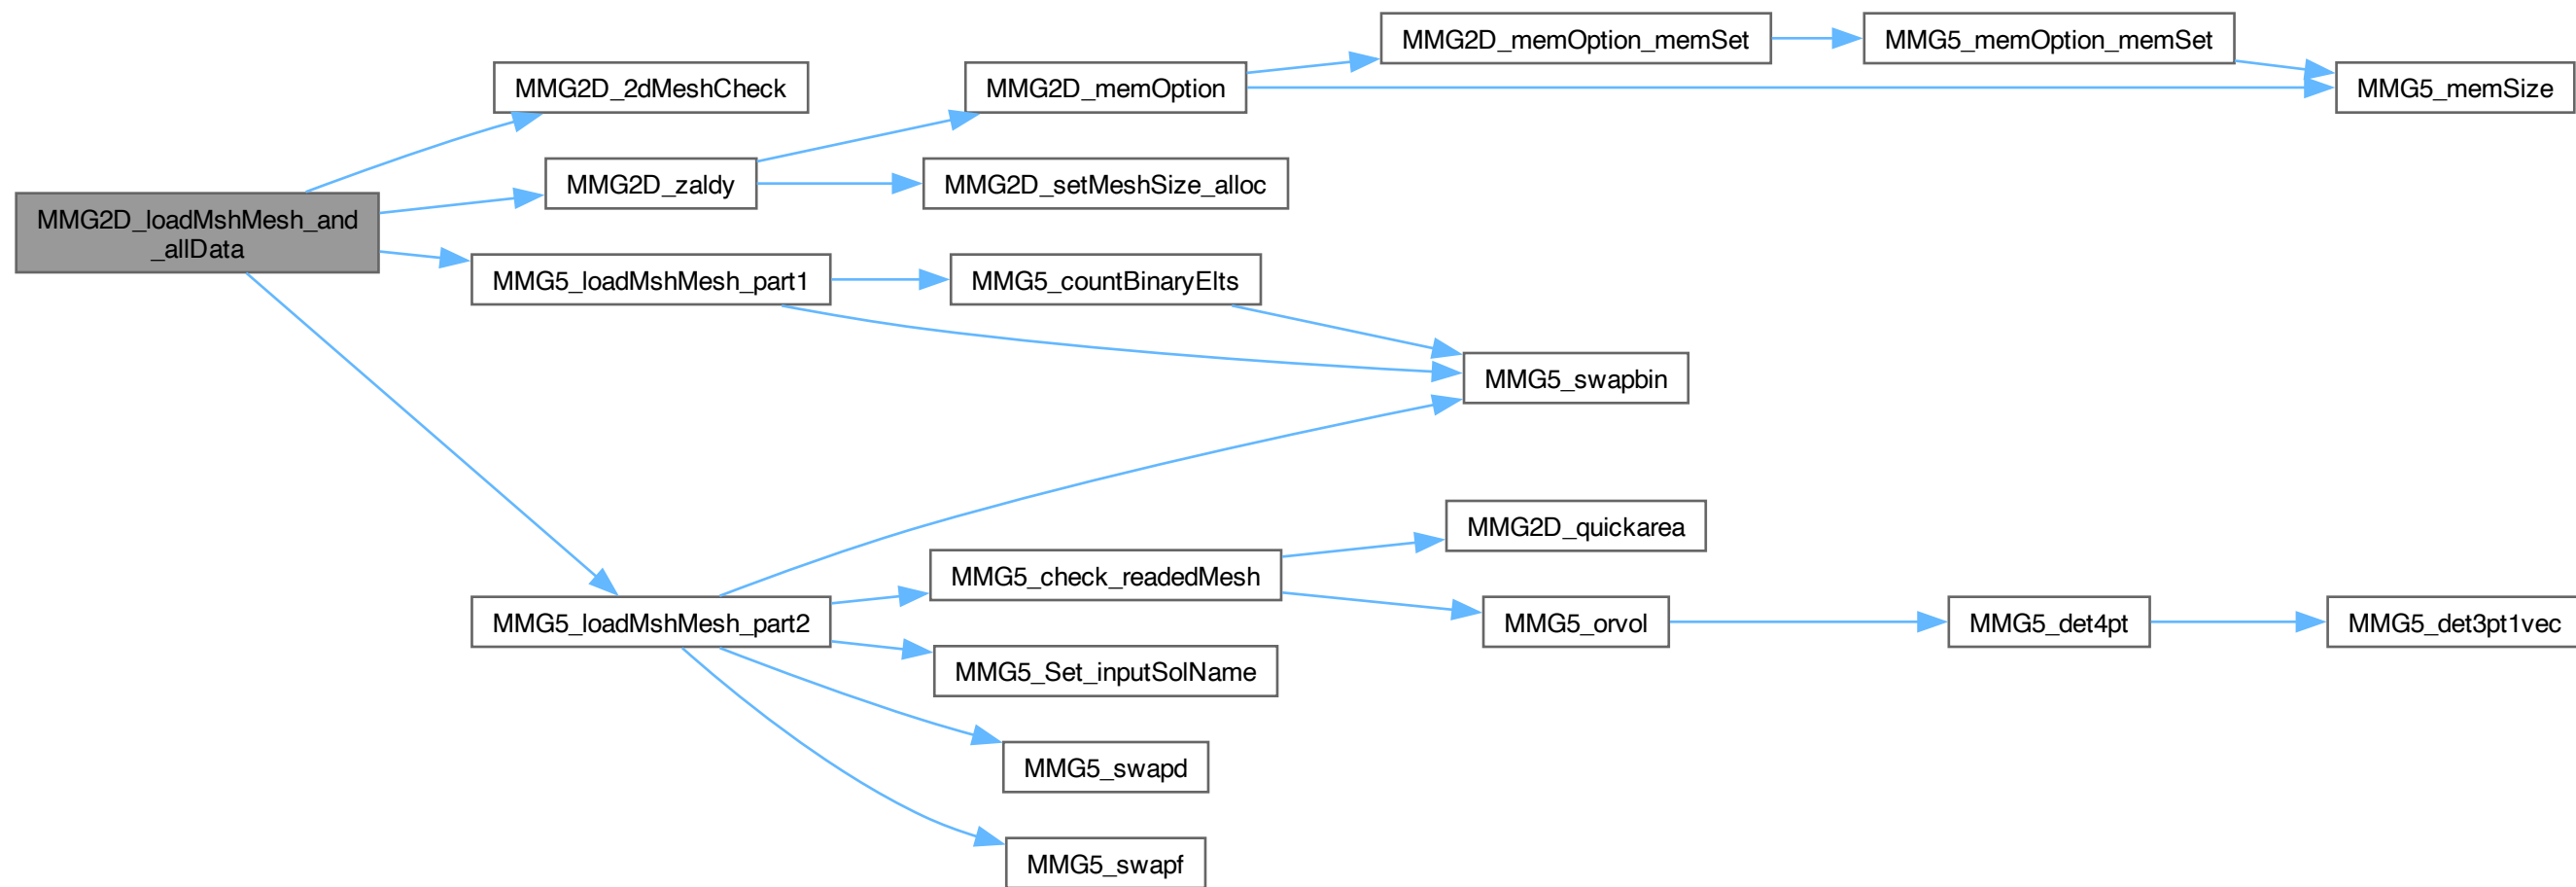 MMG2D_memOption_memSet
MMG5_memOption_memSet
MMG2D_2dMeshCheck
MMG2D_memOption
MMG5_memSize
MMG2D_zaldy
MMG2D_setMeshSize_alloc
MMG2D_loadMshMesh_and
_allData
MMG5_loadMshMesh_part1
MMG5_countBinaryElts
MMG5_swapbin
MMG2D_quickarea
MMG5_check_readedMesh
MMG5_loadMshMesh_part2
MMG5_orvol
MMG5_det4pt
MMG5_det3pt1vec
MMG5_Set_inputSolName
MMG5_swapd
MMG5_swapf